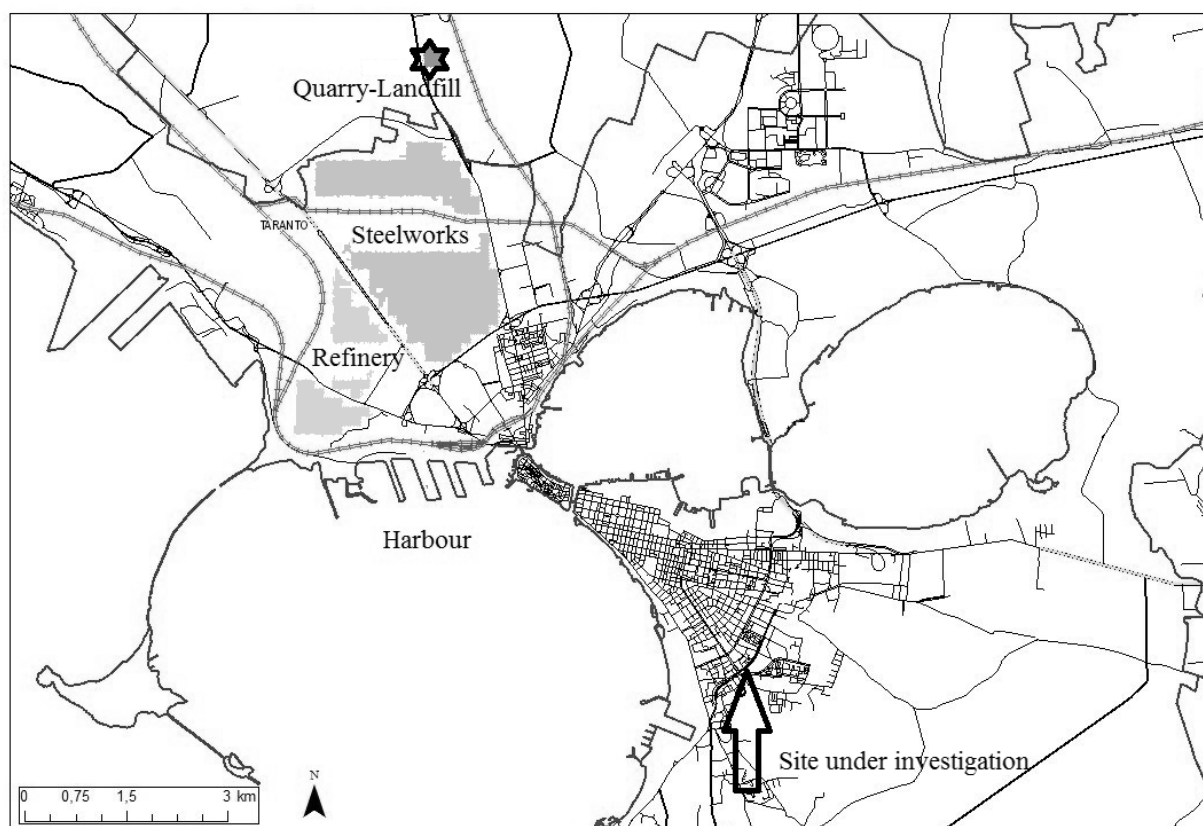 Quarry-Landfill
TARANTO
Steelworks
Refinery
Harbour
Site under investigation
N
0 0,75 1,5 3 km